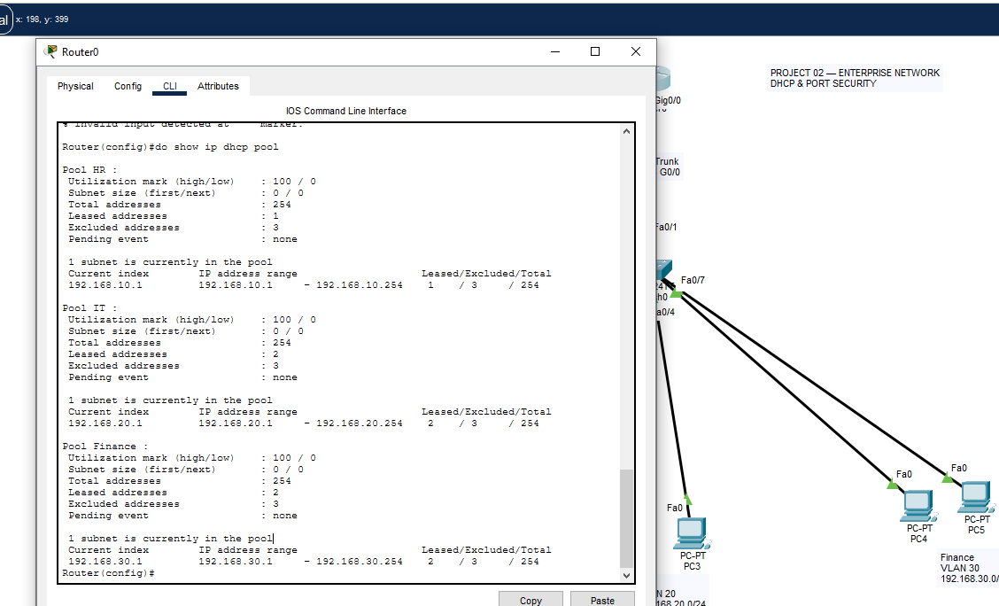 al x: 198, y: 399
Router0
Physical Config CLI Attributes
IOS Command Line Interface
% Invalid input detected at marker.
Router(config)#do show ip dhcp pool
Pool HR :
Utilization mark (high/low) : 100 / 0
Subnet size (first/next) : 0 / 0
Total addresses : 254
Leased addresses : 1
Excluded addresses : 3
Pending event : none
1 subnet is currently in the pool
Current index IP address range Leased/Excluded/Total
192.168.10.1 192.168.10.1 - 192.168.10.254 1 / 3 / 254
Pool IT :
Utilization mark (high/low) : 100 / 0
Subnet size (first/next) : 0 / 0
Total addresses : 254
Leased addresses : 2
Excluded addresses : 3
Pending event : none
1 subnet is currently in the pool
Current index IP address range Leased/Excluded/Total
192.168.20.1 192.168.20.1 - 192.168.20.254 2 / 3 / 254
Pool Finance :
Utilization mark (high/low) : 100 / 0
Subnet size (first/next) : 0 / 0
Total addresses : 254
Leased addresses : 2
Excluded addresses : 3
Pending event : none
1 subnet is currently in the pool
Current index IP address range Leased/Excluded/Total
192.168.30.1 192.168.30.1 - 192.168.30.254 2 / 3 / 254
Router(config)#
Copy Paste
PROJECT 02 — ENTERPRISE NETWORK
DHCP & PORT SECURITY
Gig0/0
Trunk
G0/0
Fa0/1
Fa0/7
h0
a0/4
Fa0
PC-PT
PC3
Fa0
PC-PT
PC4
Fa0
PC-PT
PC5
Finance
VLAN 30
192.168.30.0/
N 20
168.20.0/24